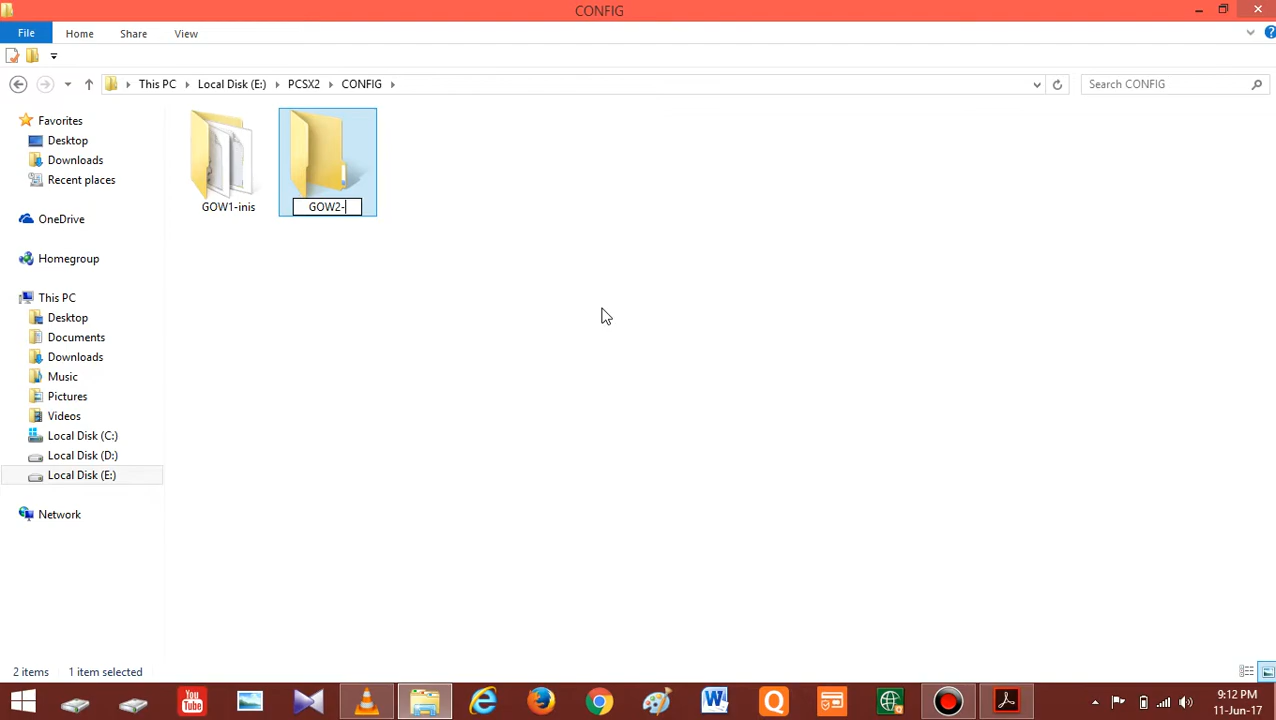 CONFIG
File Home Share View
This PC Local Disk (E:) PCSX2 CONFIG Search CONFIG
Favorites
Desktop
Downloads
Recent places
OneDrive
Homegroup
This PC
Desktop
Documents
Downloads
Music
Pictures
Videos
Local Disk (C:)
Local Disk (D:)
Local Disk (E:)
Network
GOW1-inis
GOW2-
2 items 1 item selected
You Tube
9:12 PM
11-Jun-17